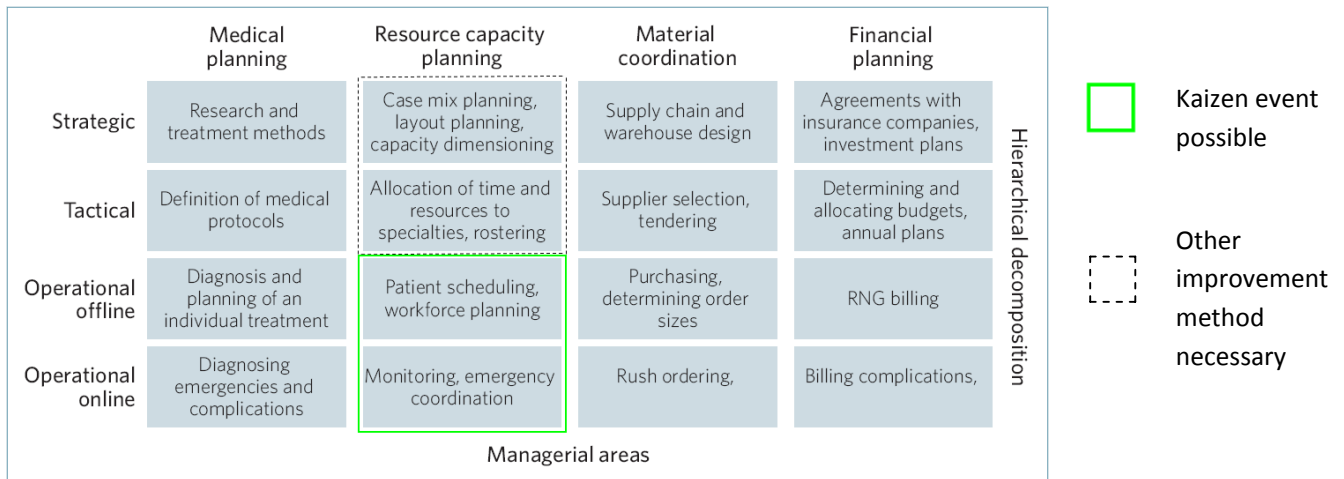 Medical
planning
Resource capacity
planning
Material
coordination
Financial
planning
Strategic
Research and
treatment methods
Case mix planning,
layout planning,
capacity dimensioning
Supply chain and
warehouse design
Agreements with
insurance companies,
investment plans
Tactical
Definition of medical
protocols
Allocation of time and
resources to
specialties, rostering
Supplier selection,
tendering
Determining and
allocating budgets,
annual plans
Operational
offline
Diagnosis and
planning of an
individual treatment
Patient scheduling,
workforce planning
Purchasing,
determining order
sizes
RNG billing
Operational
online
Diagnosing
emergencies and
complications
Monitoring, emergency
coordination
Rush ordering,
Billing complications,
Hierarchical decomposition
Managerial areas
Kaizen event
possible
Other
improvement
method
necessary